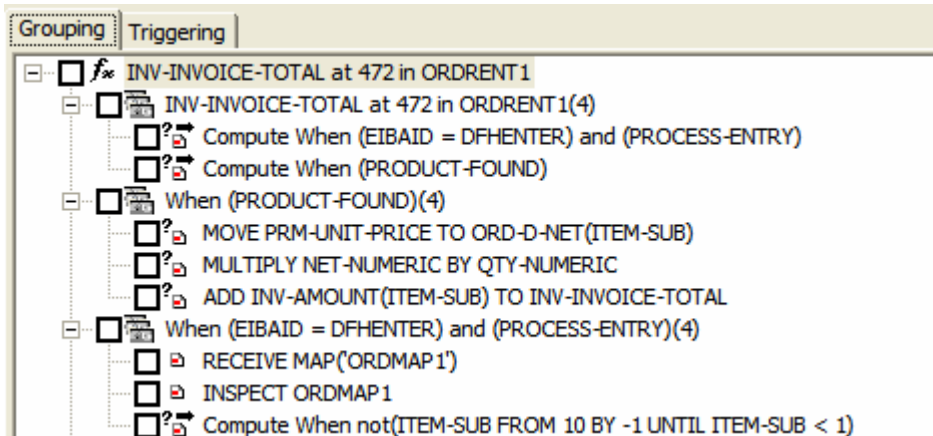 Grouping Triggering
fx INV-INVOICE-TOTAL at 472 in ORDRENT1
INV-INVOICE-TOTAL at 472 in ORDRENT1(4)
? Compute When (EIBAID = DFHENTER) and (PROCESS-ENTRY)
? Compute When (PRODUCT-FOUND)
When (PRODUCT-FOUND)(4)
? MOVE PRM-UNIT-PRICE TO ORD-D-NET(ITEM-SUB)
? MULTIPLY NET-NUMERIC BY QTY-NUMERIC
? ADD INV-AMOUNT(ITEM-SUB) TO INV-INVOICE-TOTAL
When (EIBAID = DFHENTER) and (PROCESS-ENTRY)(4)
RECEIVE MAP('ORDMAP1')
INSPECT ORDMAP1
? Compute When not(ITEM-SUB FROM 10 BY -1 UNTIL ITEM-SUB < 1)